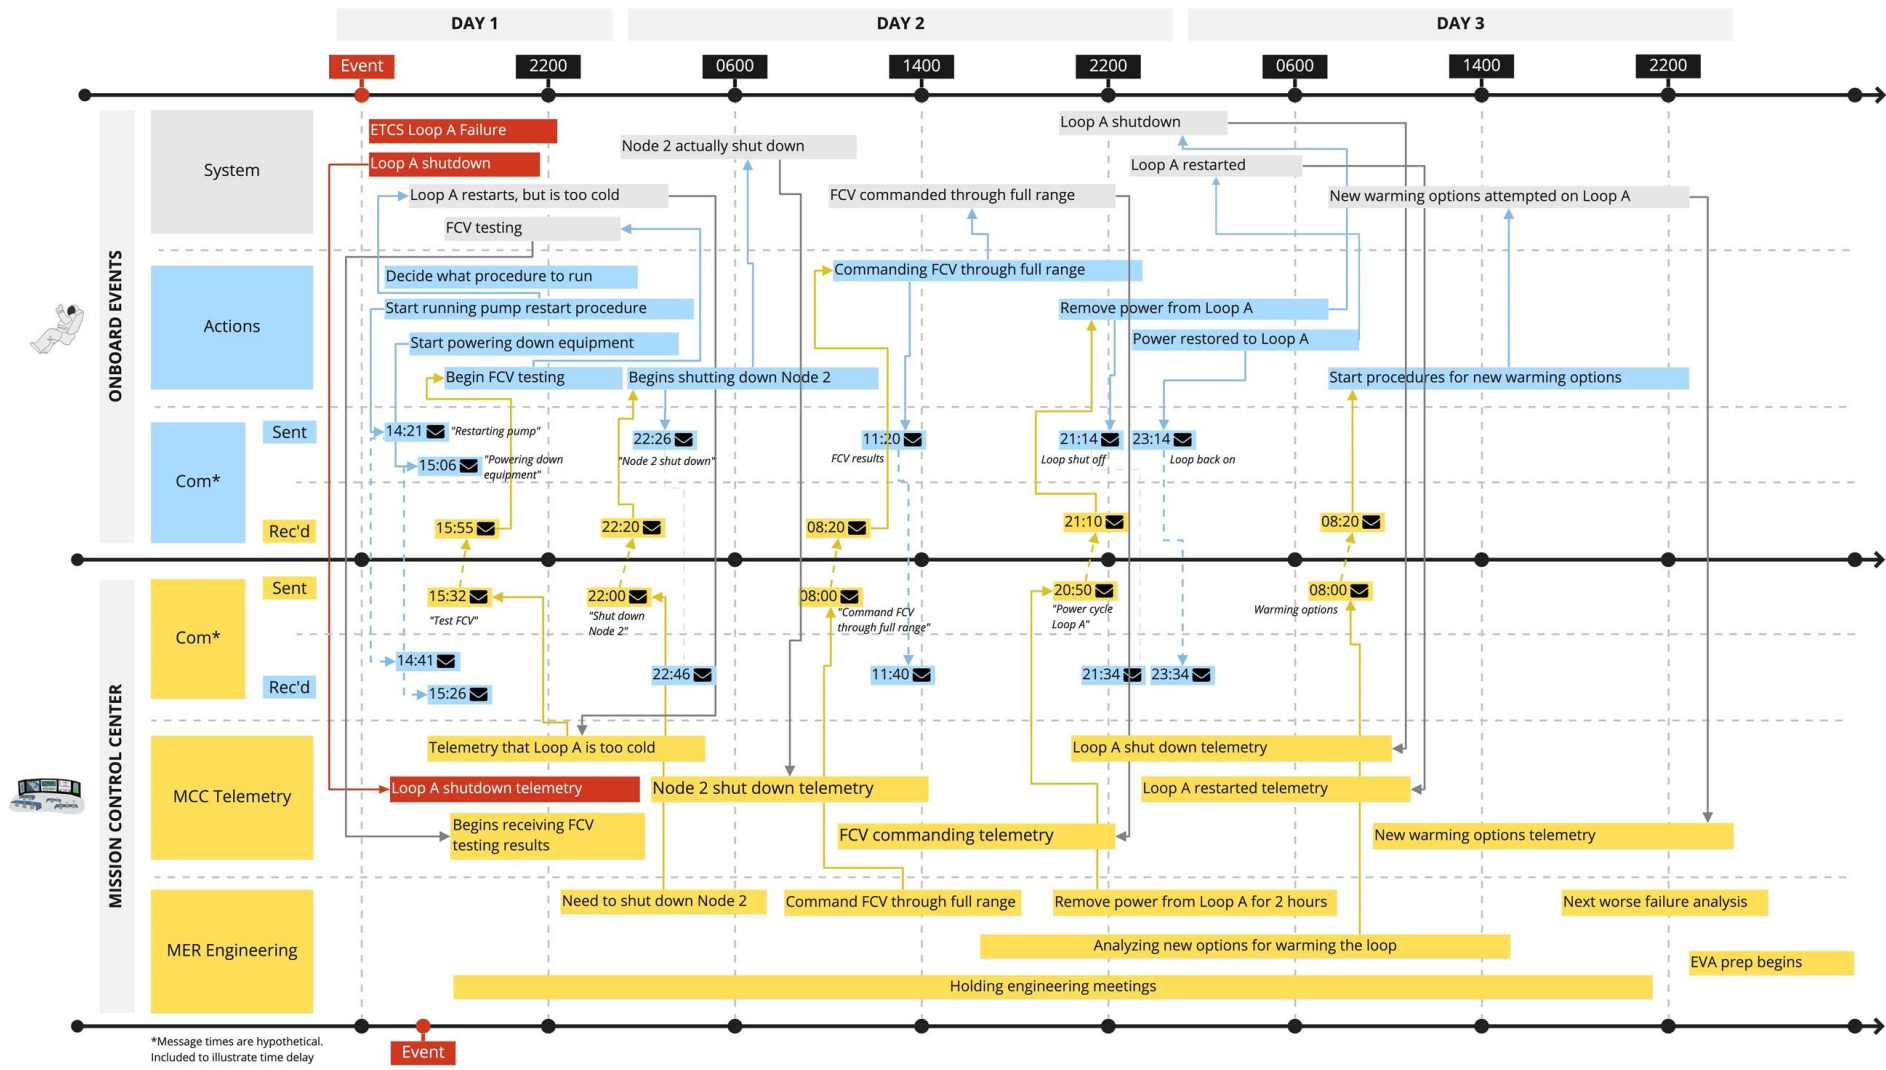 DAY 1
DAY 2
DAY 3
Event
2200
0600
1400
2200
0600
1400
2200
ONBOARD EVENTS
System
ETCS Loop A Failure
Loop A shutdown
Loop A restarts, but is too cold
FCV testing
Node 2 actually shut down
FCV commanded through full range
Loop A shutdown
Loop A restarted
New warming options attempted on Loop A
Actions
Decide what procedure to run
Start running pump restart procedure
Start powering down equipment
Begin FCV testing
Begins shutting down Node 2
Commanding FCV through full range
Remove power from Loop A
Power restored to Loop A
Start procedures for new warming options
Com*
Sent
14:21
"Restarting pump"
15:06
"Powering down
equipment"
22:26
"Node 2 shut down"
11:20
FCV results
21:14
Loop shut off
23:14
Loop back on
Rec'd
15:55
22:20
08:20
21:10
08:20
MISSION CONTROL CENTER
Com*
Sent
15:32
"Test FCV"
22:00
"Shut down
Node 2"
08:00
"Command FCV
through full range"
20:50
"Power cycle
Loop A"
08:00
Warming options
Rec'd
14:41
15:26
22:46
11:40
21:34
23:34
MCC Telemetry
Telemetry that Loop A is too cold
Loop A shutdown telemetry
Begins receiving FCV
testing results
Node 2 shut down telemetry
FCV commanding telemetry
Loop A shut down telemetry
Loop A restarted telemetry
New warming options telemetry
MER Engineering
Need to shut down Node 2
Command FCV through full range
Remove power from Loop A for 2 hours
Next worse failure analysis
Analyzing new options for warming the loop
EVA prep begins
Holding engineering meetings
*Message times are hypothetical.
Included to illustrate time delay
Event